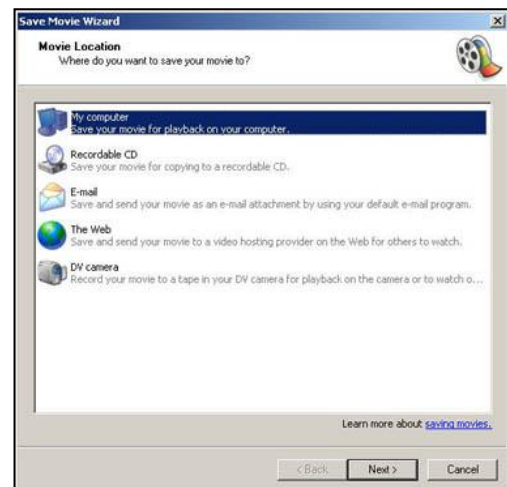 Save Movie Wizard
Movie Location
Where do you want to save your movie to?
My computer
Save your movie for playback on your computer.
Recordable CD
Save your movie for copying to a recordable CD.
E-mail
Save and send your movie as an e-mail attachment by using your default e-mail program.
The Web
Save and send your movie to a video hosting provider on the Web for others to watch.
DV camera
Record your movie to a tape in your DV camera for playback on the camera or to watch o...
Learn more about saving movies.
< Back Next > Cancel